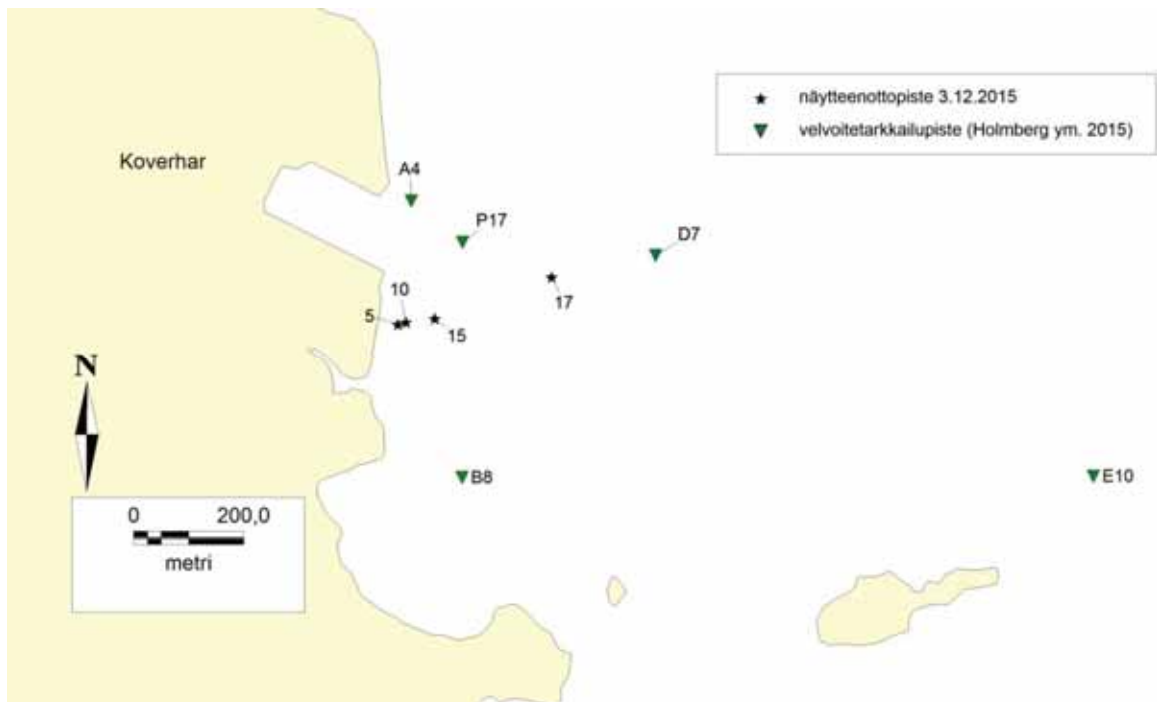 näytteenottopiste 3.12.2015
velvoitetarkkailupiste (Holmberg ym. 2015)
Koverhar
A4
P17
D7
10
17
5
15
N
B8
E10
0 200,0
metri